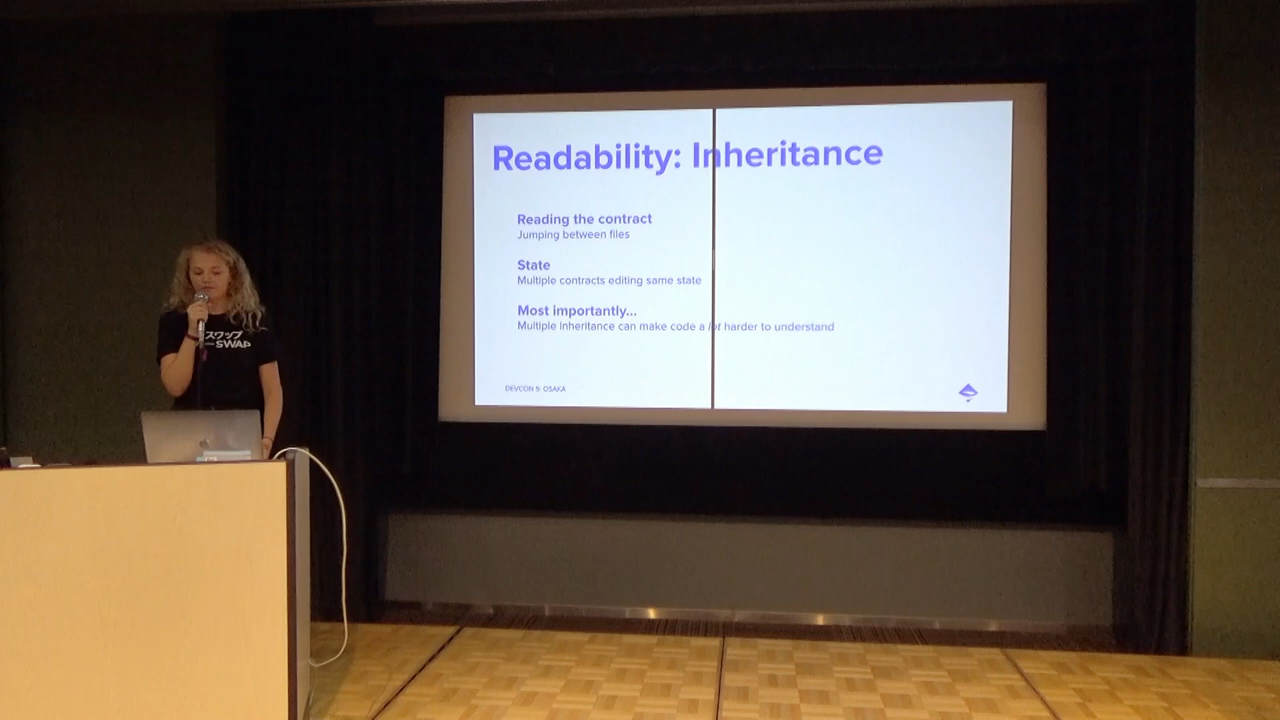 Readability: Inheritance
Reading the contract
Jumping between files
State
Multiple contracts editing same state
Most importantly...
Multiple inheritance can make code a lot harder to understand
DEVCON 5: OSAKA
スワップ
SWAP